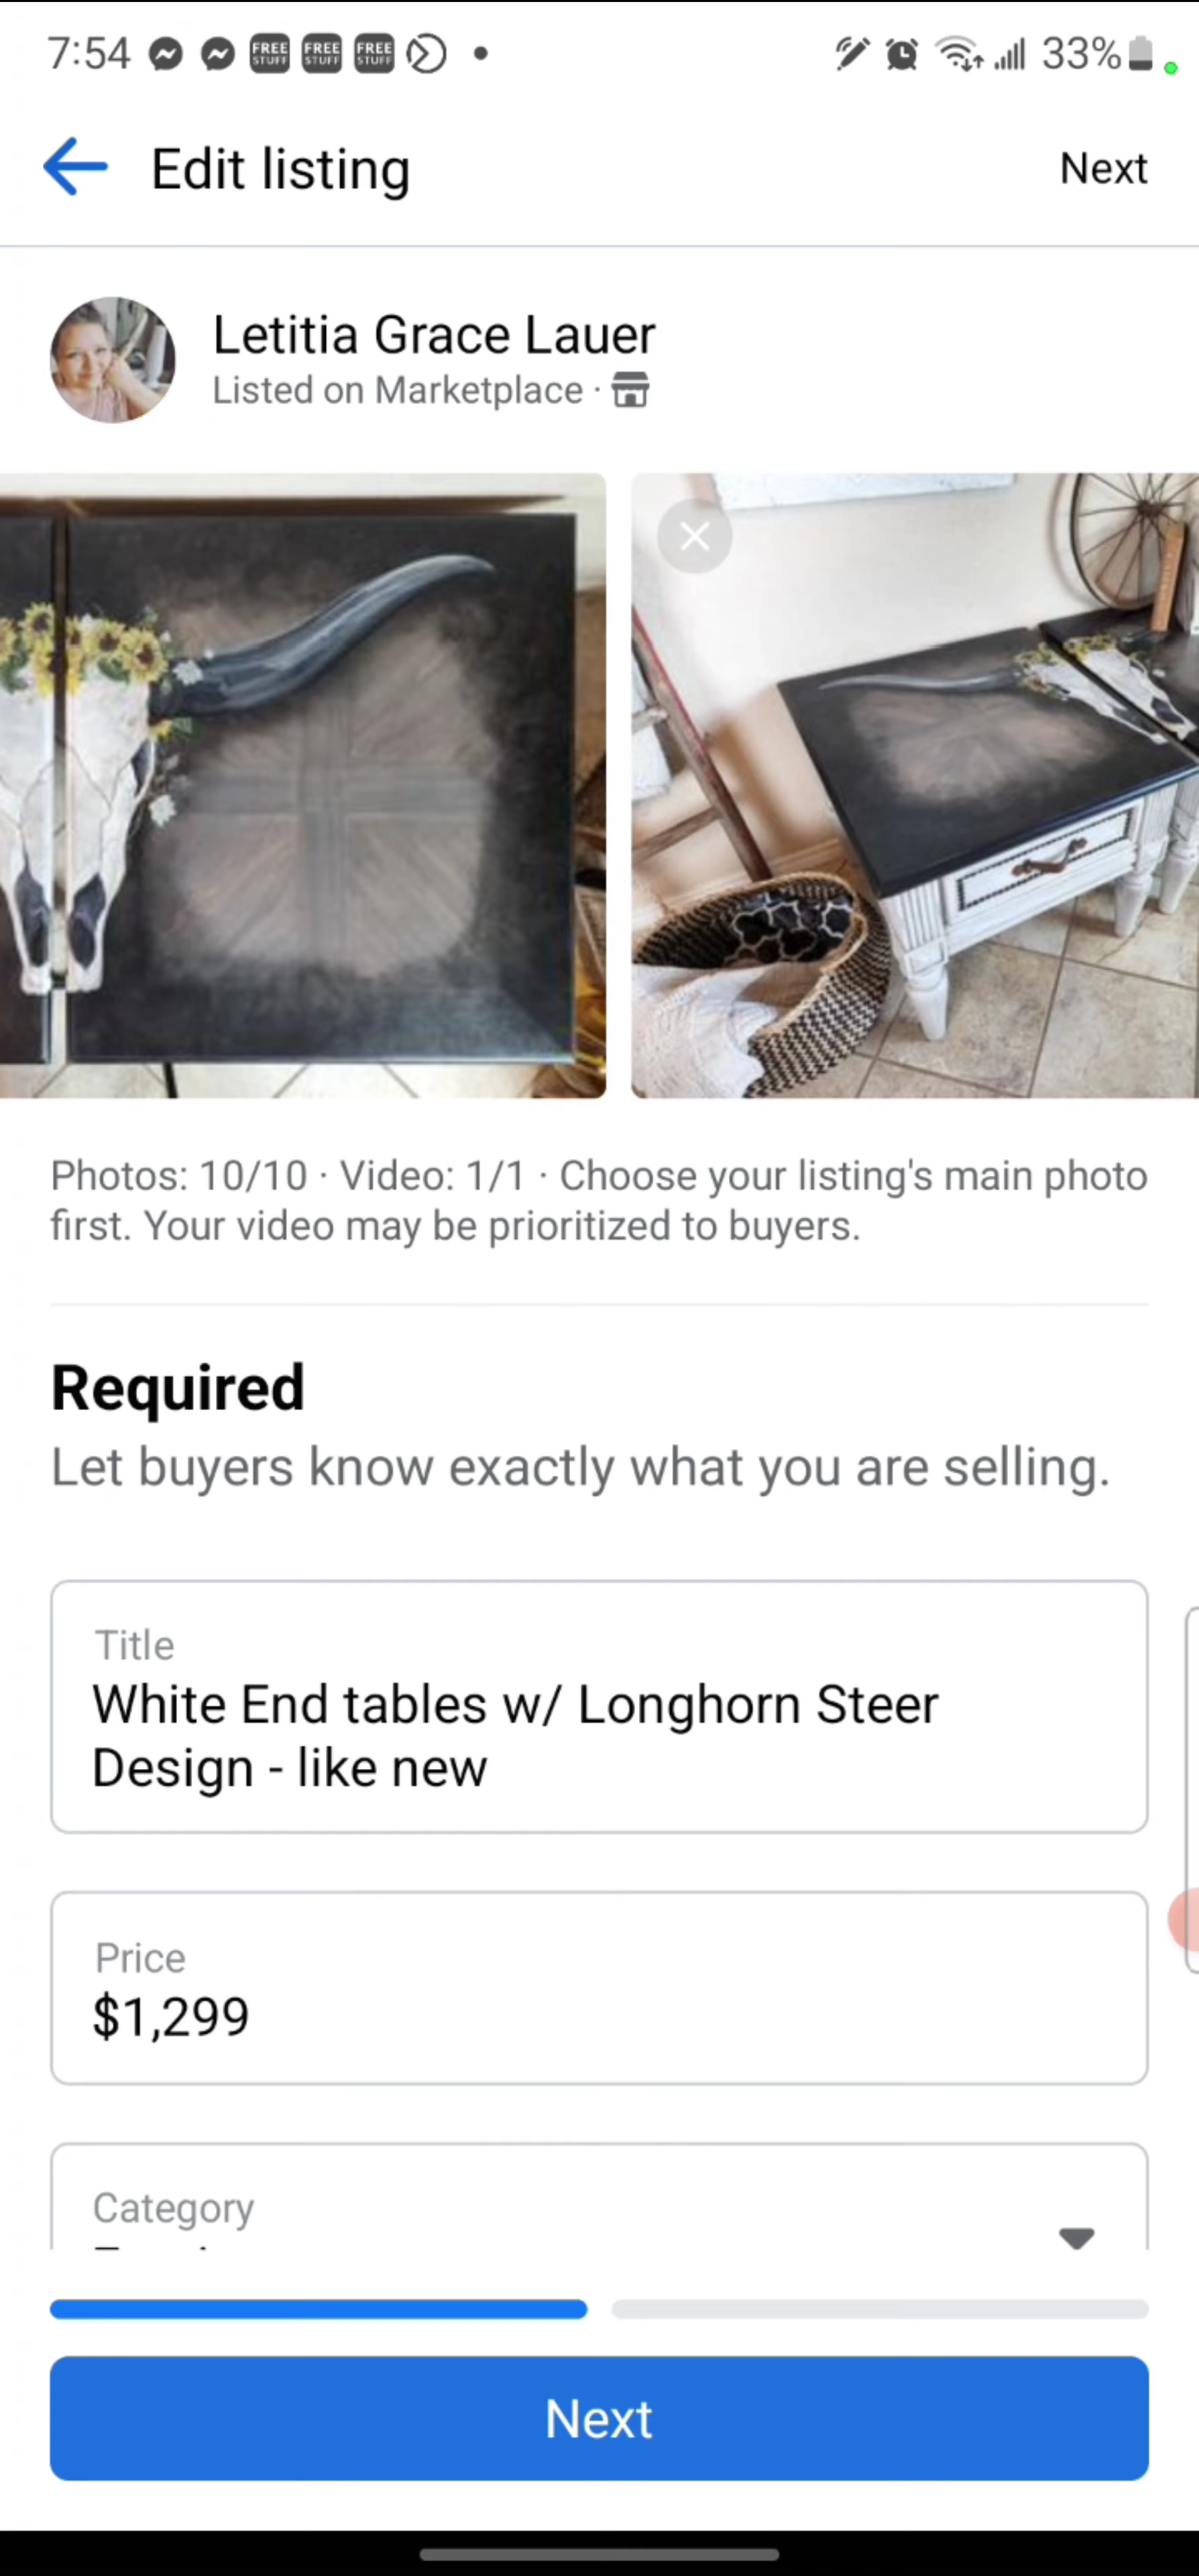 7:54 FREE STUFF FREE STUFF FREE STUFF 33%
Edit listing Next
Letitia Grace Lauer
Listed on Marketplace ·
Photos: 10/10 · Video: 1/1 · Choose your listing's main photo
first. Your video may be prioritized to buyers.
Required
Let buyers know exactly what you are selling.
Title
White End tables w/ Longhorn Steer
Design - like new
Price
$1,299
Category
Next